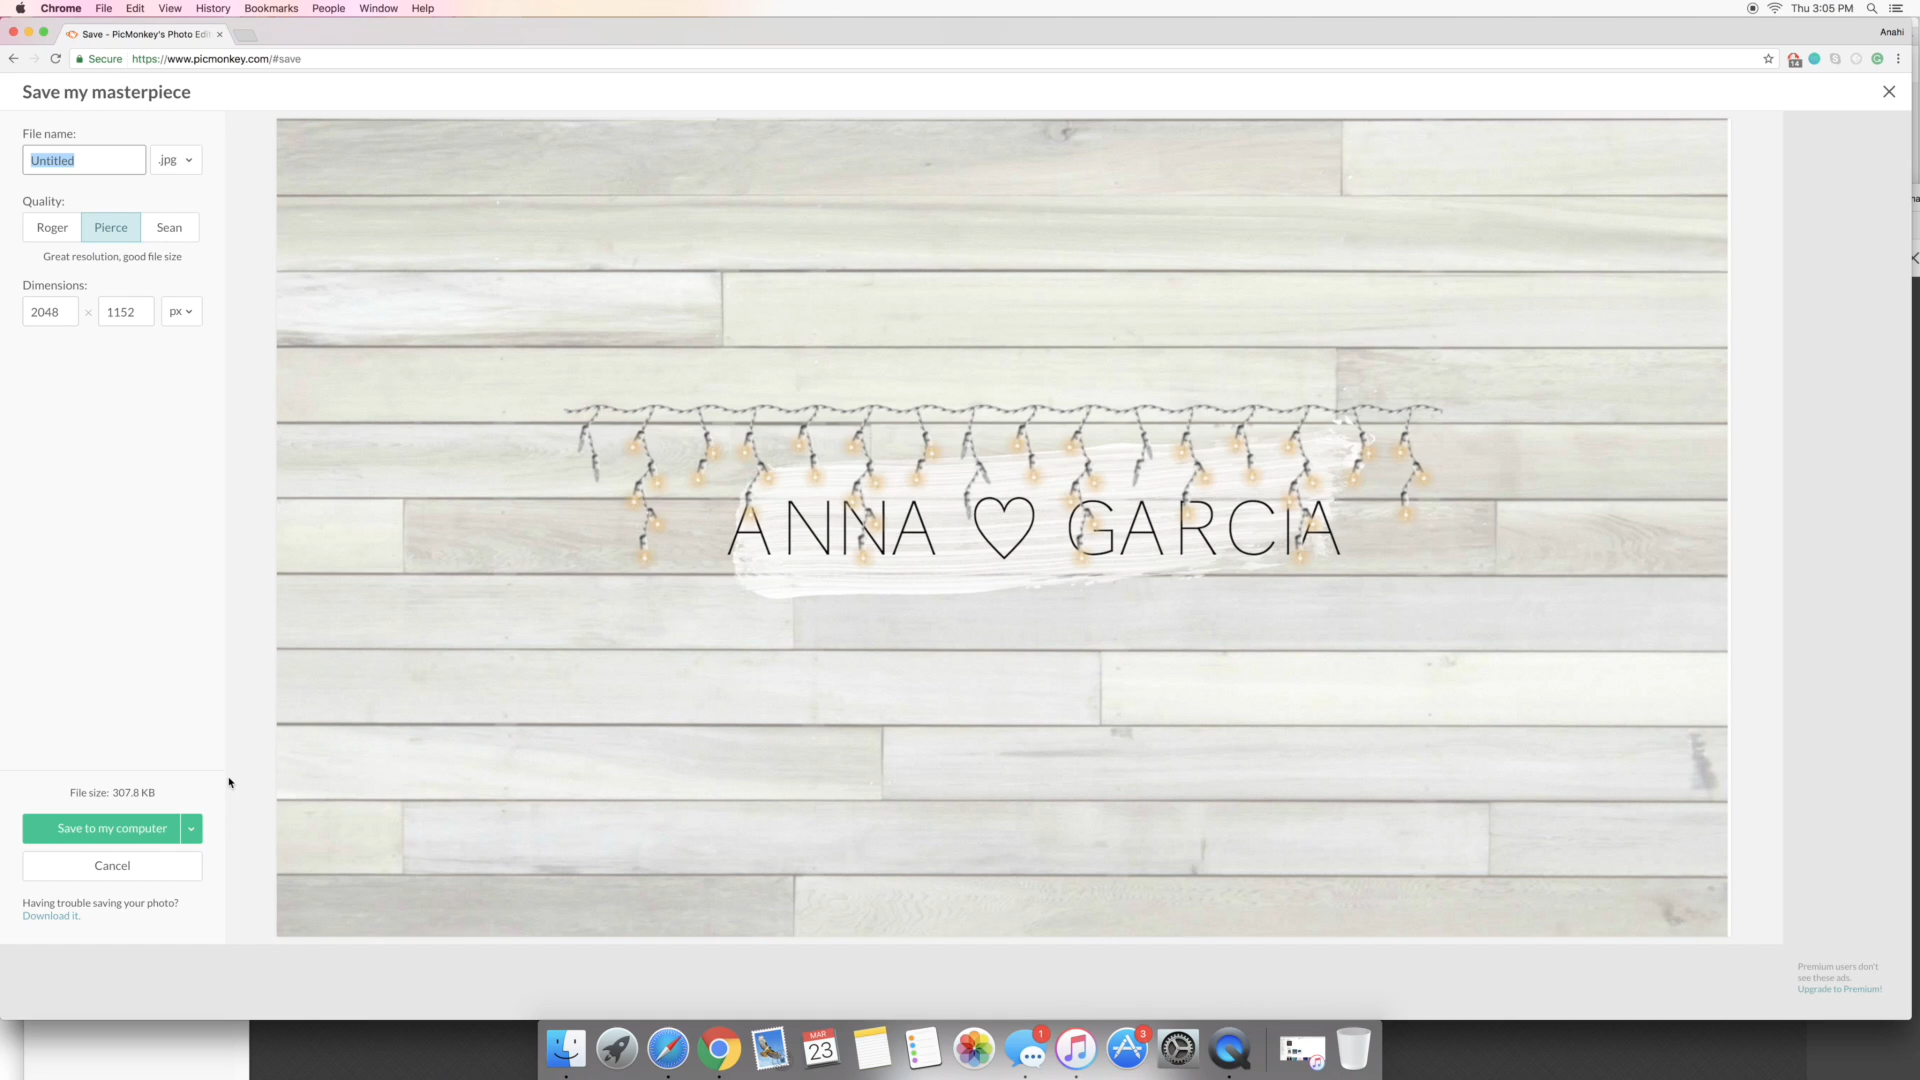 Chrome File Edit View History Bookmarks People Window Help
Thu 3:05 PM
Save - PicMonkey's Photo Edi
Anahi
Secure https://www.picmonkey.com/#save
14
Save my masterpiece
File name:
Untitled .jpg
Quality:
Roger Pierce Sean
Great resolution, good file size
Dimensions:
2048 × 1152 px
ANNA ♡ GARCIA
File size: 307.8 KB
Save to my computer
Cancel
Having trouble saving your photo?
Download it.
Premium users don't
see these ads.
Upgrade to Premium!
MAR
23
1
3